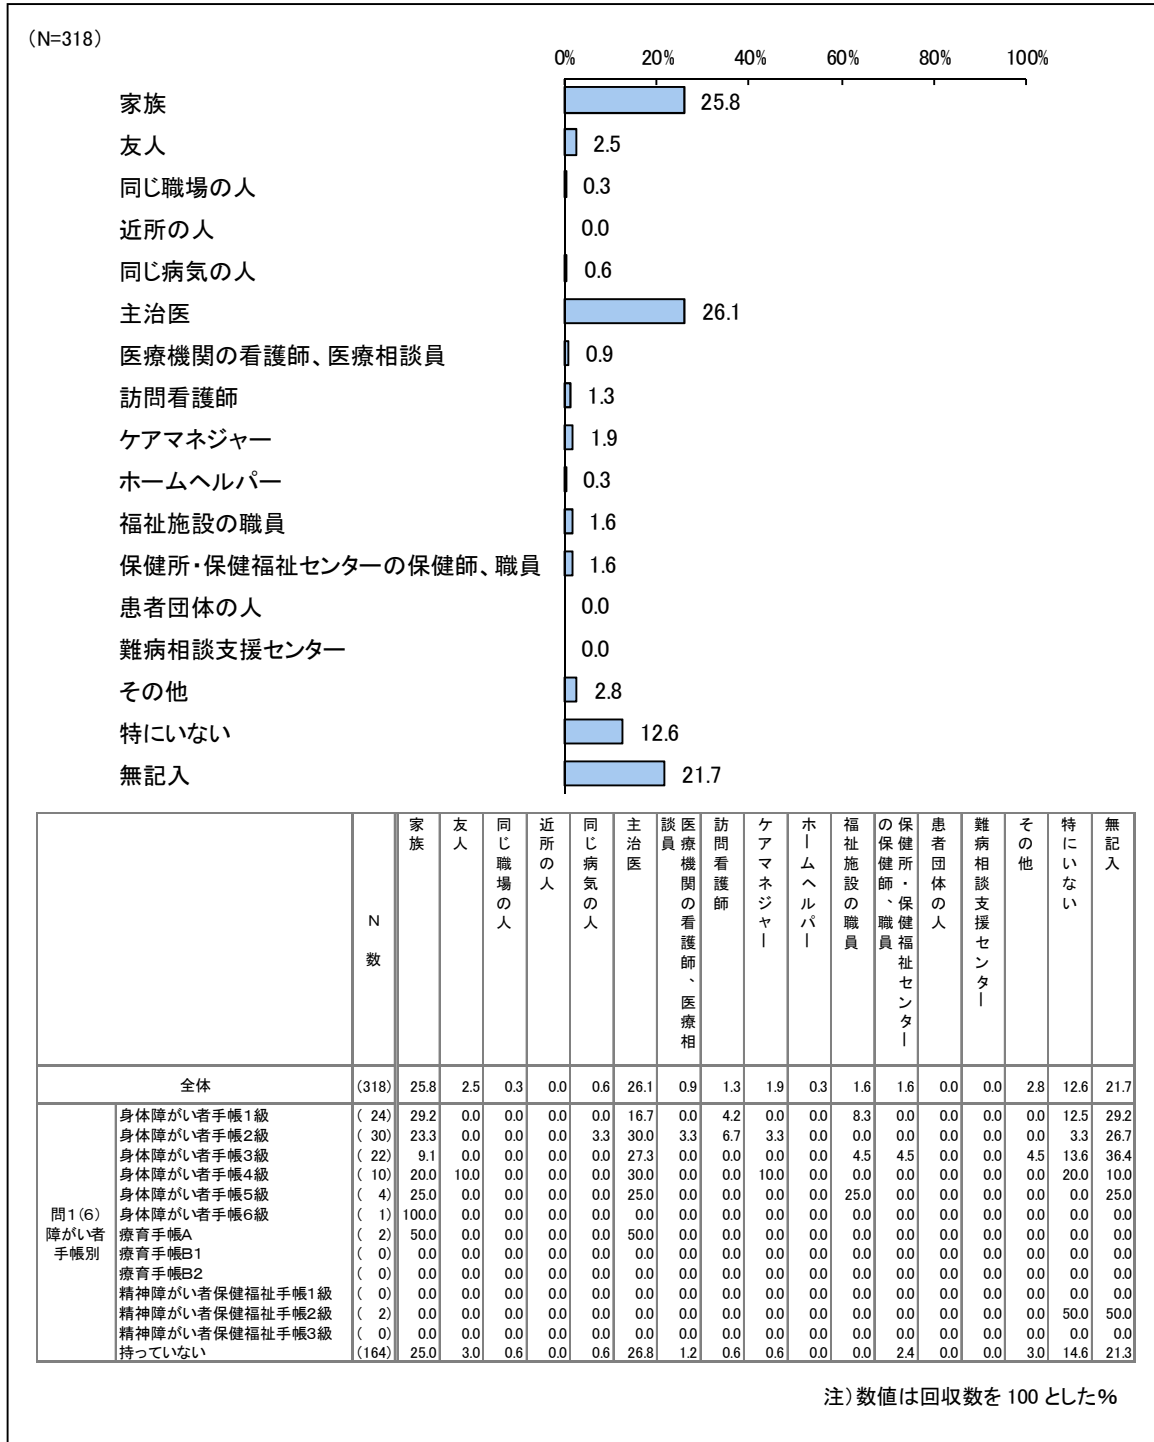 （N=318）
0% 20% 40% 60% 80% 100%
家族 25.8
友人 2.5
同じ職場の人 0.3
近所の人 0.0
同じ病気の人 0.6
主治医 26.1
医療機関の看護師、医療相談員 0.9
訪問看護師 1.3
ケアマネジャー 1.9
ホームヘルパー 0.3
福祉施設の職員 1.6
保健所・保健福祉センターの保健師、職員 1.6
患者団体の人 0.0
難病相談支援センター 0.0
その他 2.8
特にいない 12.6
無記入 21.7
N数
家族
友人
同じ職場の人
近所の人
同じ病気の人
主治医
医療機関の看護師、医療相
談員
訪問看護師
ケアマネジャー
ホームヘルパー
福祉施設の職員
保健所・保健福祉センター
の保健師、職員
患者団体の人
難病相談支援センター
その他
特にいない
無記入
全体 (318) 25.8 2.5 0.3 0.0 0.6 26.1 0.9 1.3 1.9 0.3 1.6 1.6 0.0 0.0 2.8 12.6 21.7
問1(6)
障がい者
手帳別
身体障がい者手帳1級 ( 24) 29.2 0.0 0.0 0.0 0.0 16.7 0.0 4.2 0.0 0.0 8.3 0.0 0.0 0.0 0.0 12.5 29.2
身体障がい者手帳2級 ( 30) 23.3 0.0 0.0 0.0 3.3 30.0 3.3 6.7 3.3 0.0 0.0 0.0 0.0 0.0 0.0 3.3 26.7
身体障がい者手帳3級 ( 22) 9.1 0.0 0.0 0.0 0.0 27.3 0.0 0.0 0.0 0.0 4.5 4.5 0.0 0.0 4.5 13.6 36.4
身体障がい者手帳4級 ( 10) 20.0 10.0 0.0 0.0 0.0 30.0 0.0 0.0 10.0 0.0 0.0 0.0 0.0 0.0 0.0 20.0 10.0
身体障がい者手帳5級 ( 4) 25.0 0.0 0.0 0.0 0.0 25.0 0.0 0.0 0.0 0.0 25.0 0.0 0.0 0.0 0.0 0.0 25.0
身体障がい者手帳6級 ( 1) 100.0 0.0 0.0 0.0 0.0 0.0 0.0 0.0 0.0 0.0 0.0 0.0 0.0 0.0 0.0 0.0 0.0
療育手帳A ( 2) 50.0 0.0 0.0 0.0 0.0 50.0 0.0 0.0 0.0 0.0 0.0 0.0 0.0 0.0 0.0 0.0 0.0
療育手帳B1 ( 0) 0.0 0.0 0.0 0.0 0.0 0.0 0.0 0.0 0.0 0.0 0.0 0.0 0.0 0.0 0.0 0.0 0.0
療育手帳B2 ( 0) 0.0 0.0 0.0 0.0 0.0 0.0 0.0 0.0 0.0 0.0 0.0 0.0 0.0 0.0 0.0 0.0 0.0
精神障がい者保健福祉手帳1級 ( 0) 0.0 0.0 0.0 0.0 0.0 0.0 0.0 0.0 0.0 0.0 0.0 0.0 0.0 0.0 0.0 0.0 0.0
精神障がい者保健福祉手帳2級 ( 2) 0.0 0.0 0.0 0.0 0.0 0.0 0.0 0.0 0.0 0.0 0.0 0.0 0.0 0.0 0.0 50.0 50.0
精神障がい者保健福祉手帳3級 ( 0) 0.0 0.0 0.0 0.0 0.0 0.0 0.0 0.0 0.0 0.0 0.0 0.0 0.0 0.0 0.0 0.0 0.0
持っていない (164) 25.0 3.0 0.6 0.0 0.6 26.8 1.2 0.6 0.6 0.0 0.0 2.4 0.0 0.0 3.0 14.6 21.3
注）数値は回収数を 100 とした%